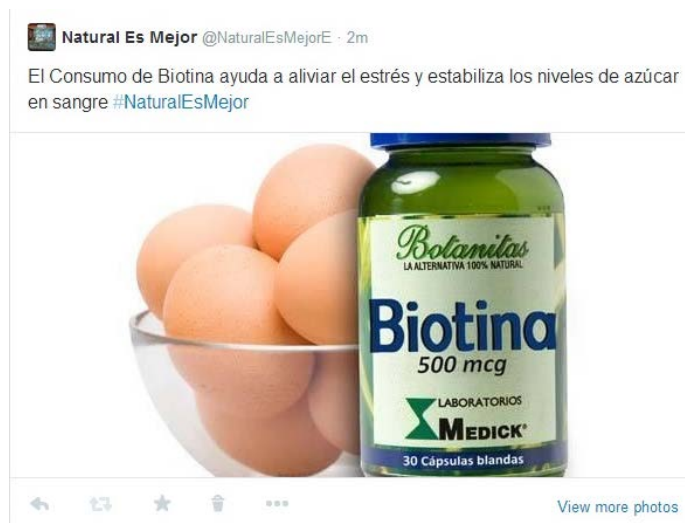 Natural Es Mejor @NaturalEsMejorE · 2m
El Consumo de Biotina ayuda a aliviar el estrés y estabiliza los niveles de azúcar
en sangre #NaturalEsMejor
Botanitas
LA ALTERNATIVA 100% NATURAL
Biotina
500 mcg
LABORATORIOS
MEDICK®
30 Cápsulas blandas
View more photos